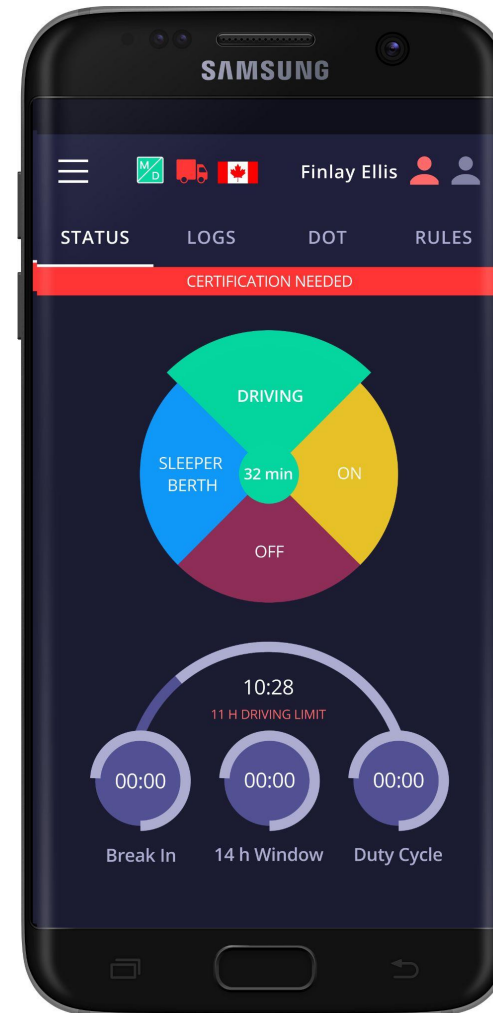 SAMSUNG
M/D
Finlay Ellis
STATUS LOGS DOT RULES
CERTIFICATION NEEDED
DRIVING
SLEEPER
BERTH
32 min
ON
OFF
10:28
11 H DRIVING LIMIT
00:00 00:00 00:00
Break In 14 h Window Duty Cycle